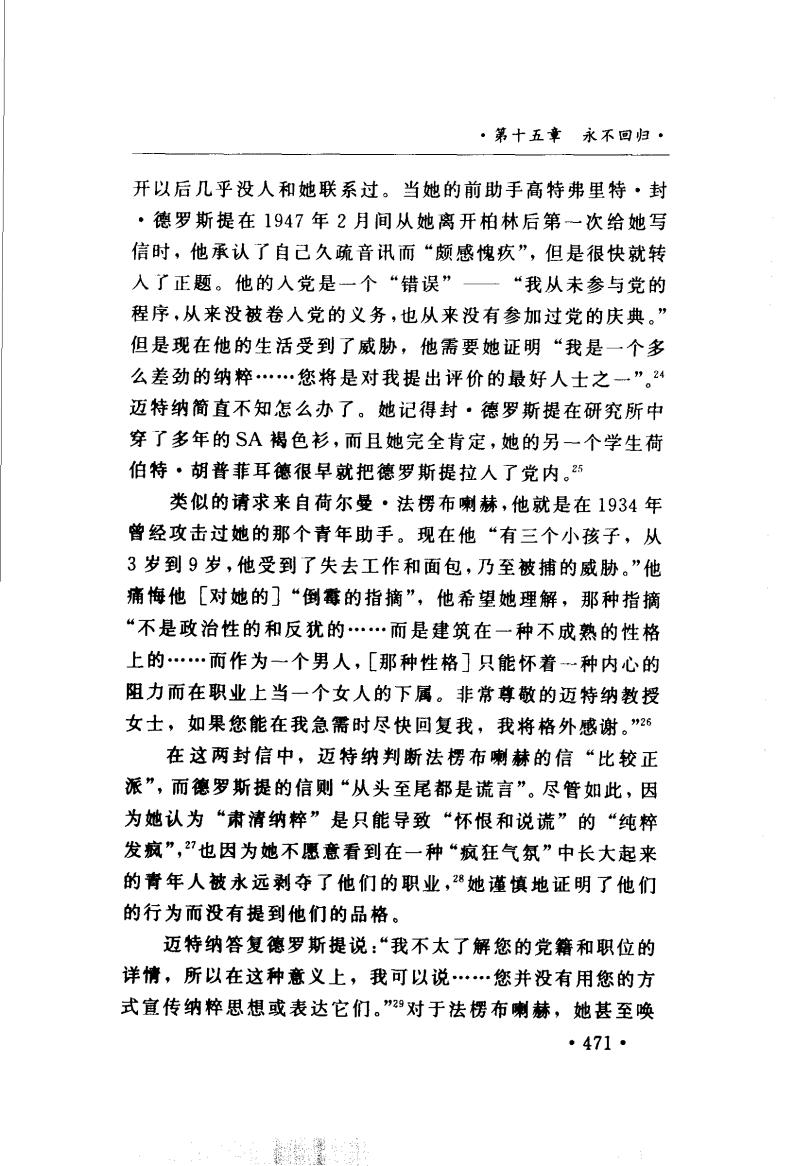 ·第十五章 永不回归·
开以后几乎没人和她联系过。当她的前助手高特弗里特·封
·德罗斯提在 1947 年 2 月间从她离开柏林后第一次给她写
信时，他承认了自己久疏音讯而“颇感愧疚”，但是很快就转
入了正题。他的入党是一个“错误”——“我从未参与党的
程序，从来没被卷入党的义务，也从来没有参加过党的庆典。”
但是现在他的生活受到了威胁，他需要她证明“我是一个多
么差劲的纳粹……您将是对我提出评价的最好人士之一”。24
迈特纳简直不知怎么办了。她记得封·德罗斯提在研究所中
穿了多年的 SA 褐色衫，而且她完全肯定，她的另一个学生荷
伯特·胡普菲耳德很早就把德罗斯提拉入了党内。25
类似的请求来自荷尔曼·法楞布喇赫，他就是在 1934 年
曾经攻击过她的那个青年助手。现在他“有三个小孩子，从
3 岁到 9 岁，他受到了失去工作和面包，乃至被捕的威胁。”他
痛悔他［对她的］“倒霉的指摘”，他希望她理解，那种指摘
“不是政治性的和反犹的……而是建筑在一种不成熟的性格
上的……而作为一个男人，［那种性格］只能怀着一种内心的
阻力而在职业上当一个女人的下属。非常尊敬的迈特纳教授
女士，如果您能在我急需时尽快回复我，我将格外感谢。”26
在这两封信中，迈特纳判断法楞布喇赫的信“比较正
派”，而德罗斯提的信则“从头至尾都是谎言”。尽管如此，因
为她认为“肃清纳粹”是只能导致“怀恨和说谎”的“纯粹
发疯”，27也因为她不愿意看到在一种“疯狂气氛”中长大起来
的青年人被永远剥夺了他们的职业，28她谨慎地证明了他们
的行为而没有提到他们的品格。
迈特纳答复德罗斯提说：“我不太了解您的党籍和职位的
详情，所以在这种意义上，我可以说……您并没有用您的方
式宣传纳粹思想或表达它们。”29对于法楞布喇赫，她甚至唤
·471·